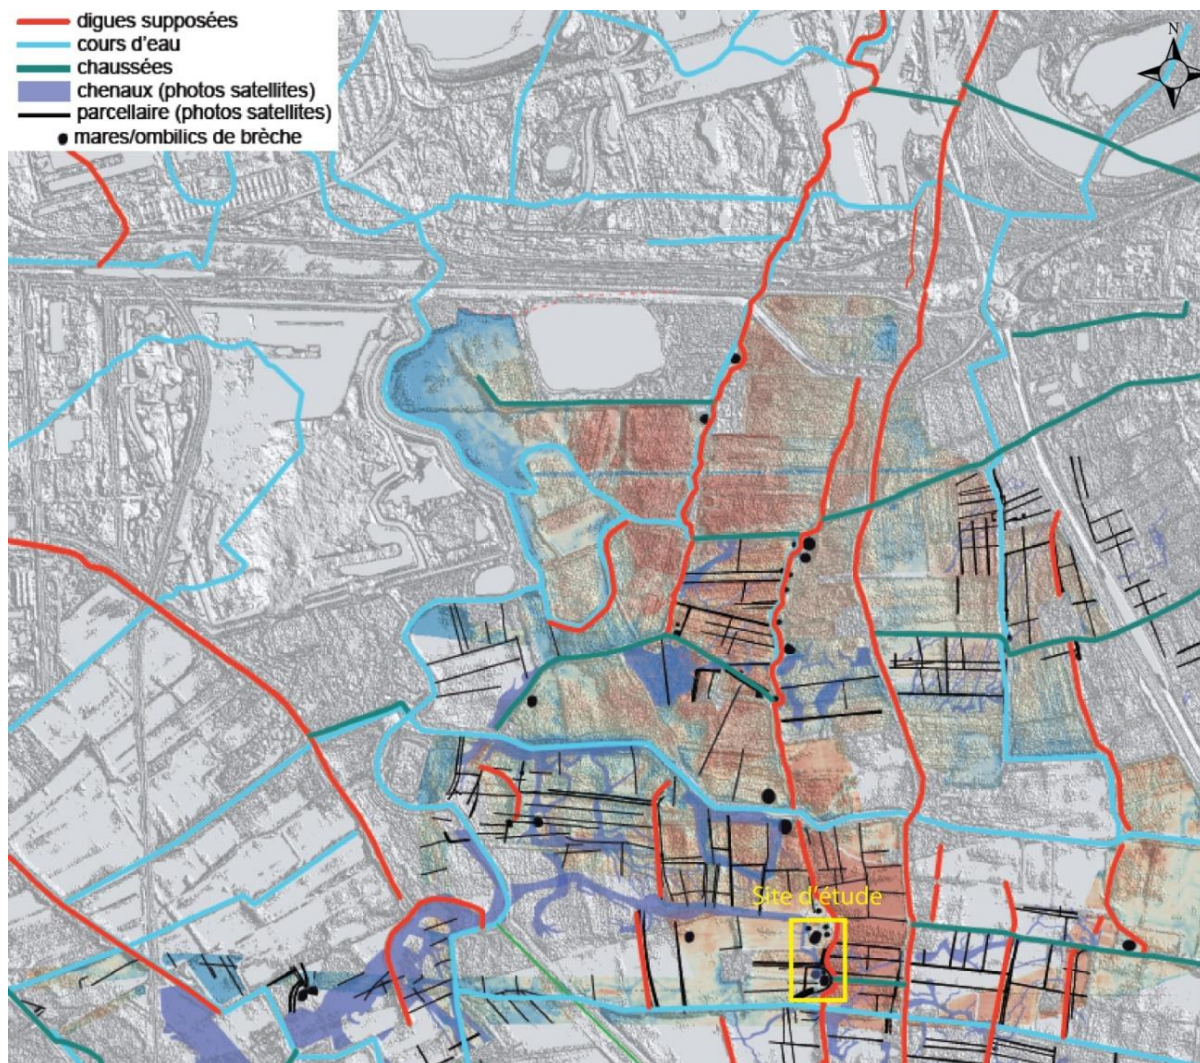 digues supposées
cours d'eau
chaussées
chenaux (photos satellites)
parcellaire (photos satellites)
mares/ombilics de brèche
N
Site d'étude